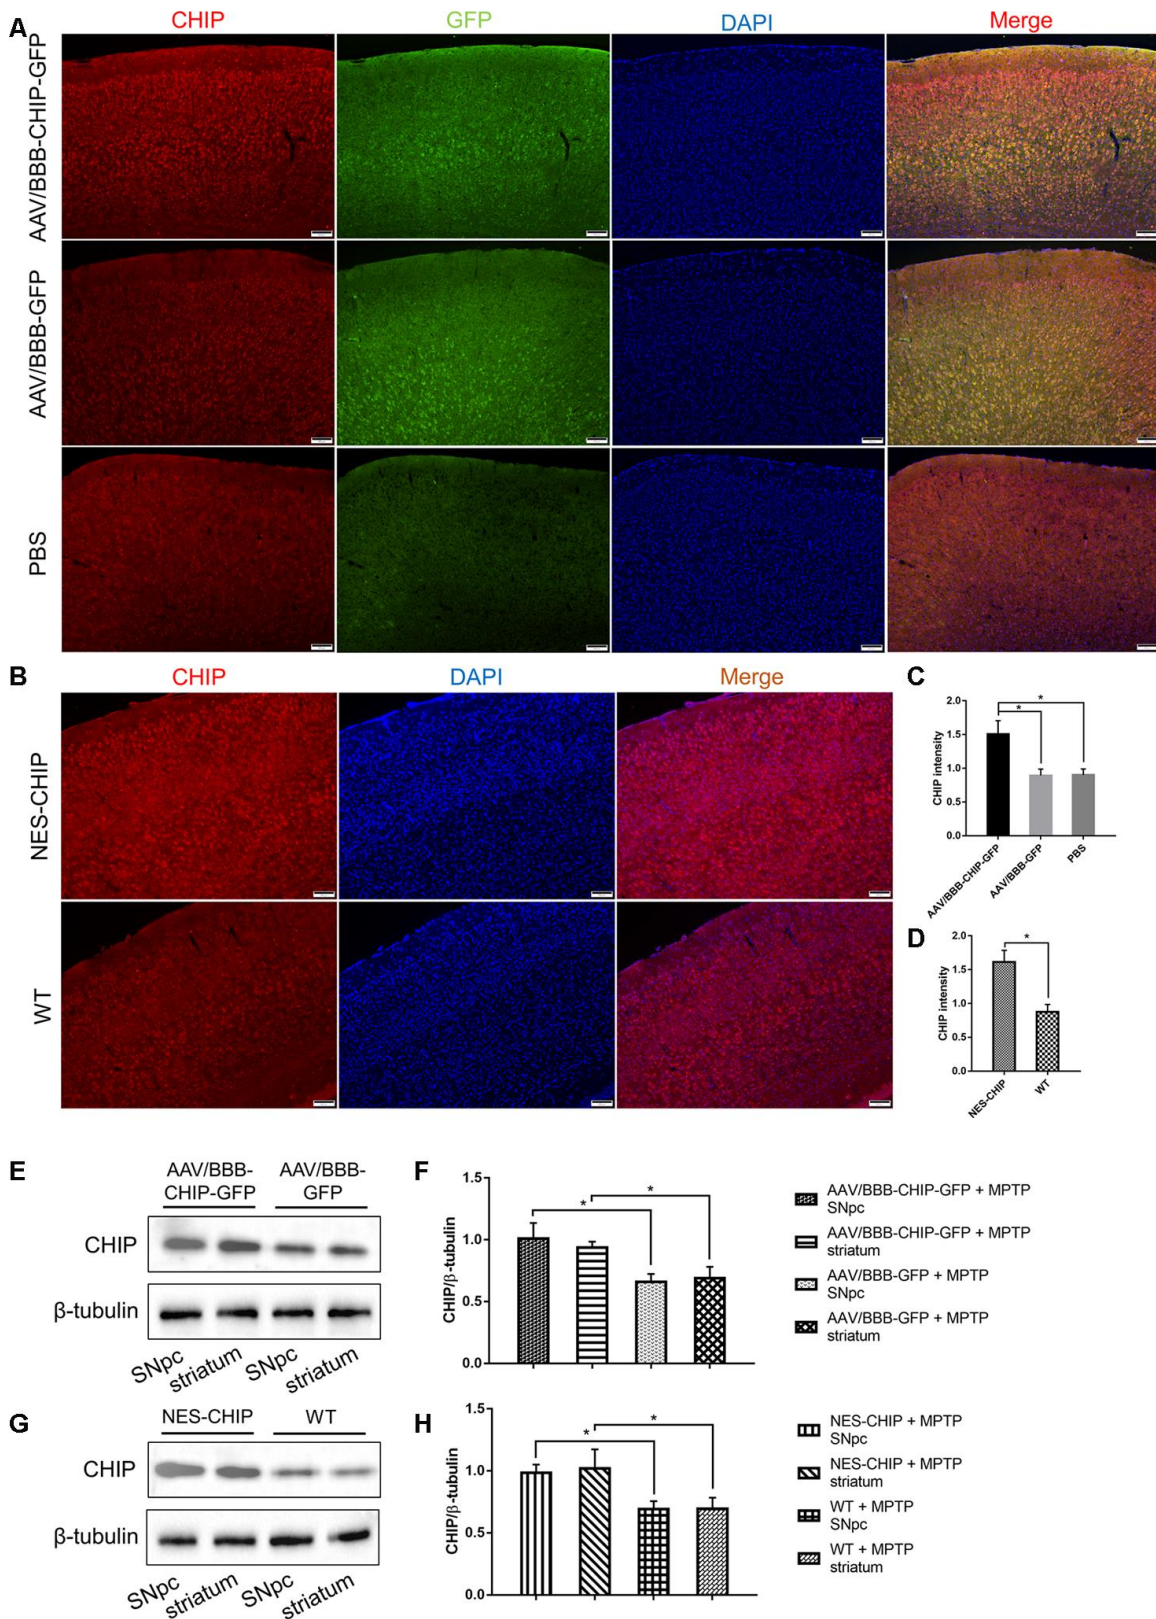 A
CHIP
GFP
DAPI
Merge
AAV/BBB-CHIP-GFP
AAV/BBB-GFP
PBS
B
CHIP
DAPI
Merge
NES-CHIP
WT
C
2.0
1.5
1.0
0.5
0.0
CHIP intensity
*
*
AAV/BBB-CHIP-GFP
AAV/BBB-GFP
PBS
D
2.0
1.5
1.0
0.5
0.0
CHIP intensity
*
NES-CHIP
WT
E
AAV/BBB-
CHIP-GFP
AAV/BBB-
GFP
CHIP
β-tubulin
SNpc
striatum
SNpc
striatum
F
1.5
1.0
0.5
0.0
CHIP/β-tubulin
*
*
AAV/BBB-CHIP-GFP + MPTP
SNpc
AAV/BBB-CHIP-GFP + MPTP
striatum
AAV/BBB-GFP + MPTP
SNpc
AAV/BBB-GFP + MPTP
striatum
G
NES-CHIP
WT
CHIP
β-tubulin
SNpc
striatum
SNpc
striatum
H
1.5
1.0
0.5
0.0
CHIP/β-tubulin
*
*
NES-CHIP + MPTP
SNpc
NES-CHIP + MPTP
striatum
WT + MPTP
SNpc
WT + MPTP
striatum